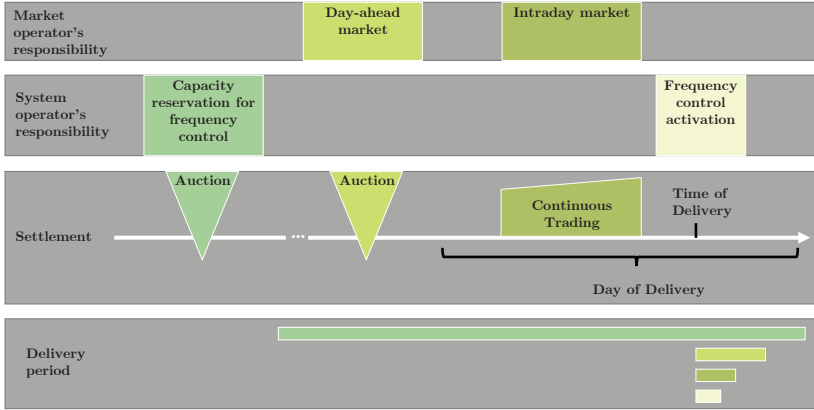 Market
operator's
responsibility
Day-ahead
market
Intraday market
System
operator's
responsibility
Capacity
reservation for
frequency
control
Frequency
control
activation
Settlement
Auction
...
Auction
Continuous
Trading
Time of
Delivery
Day of Delivery
Delivery
period